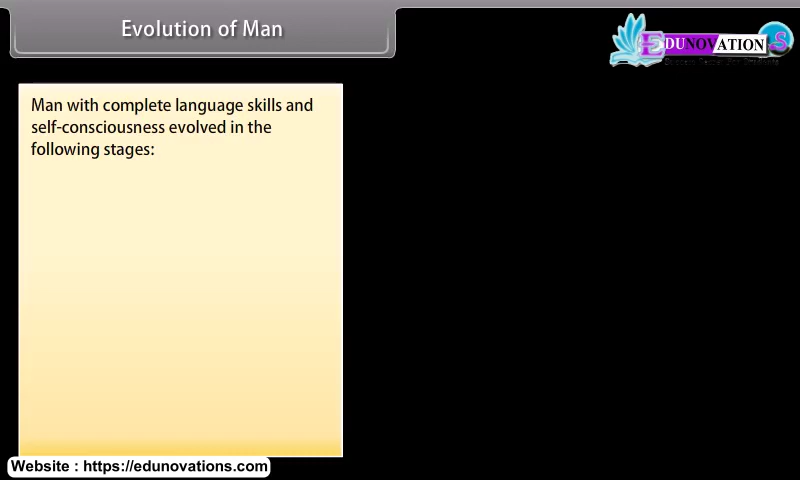 Evolution of Man
EDUNOVATION.S
Man with complete language skills and
self-consciousness evolved in the
following stages:
Website : https://edunovations.com